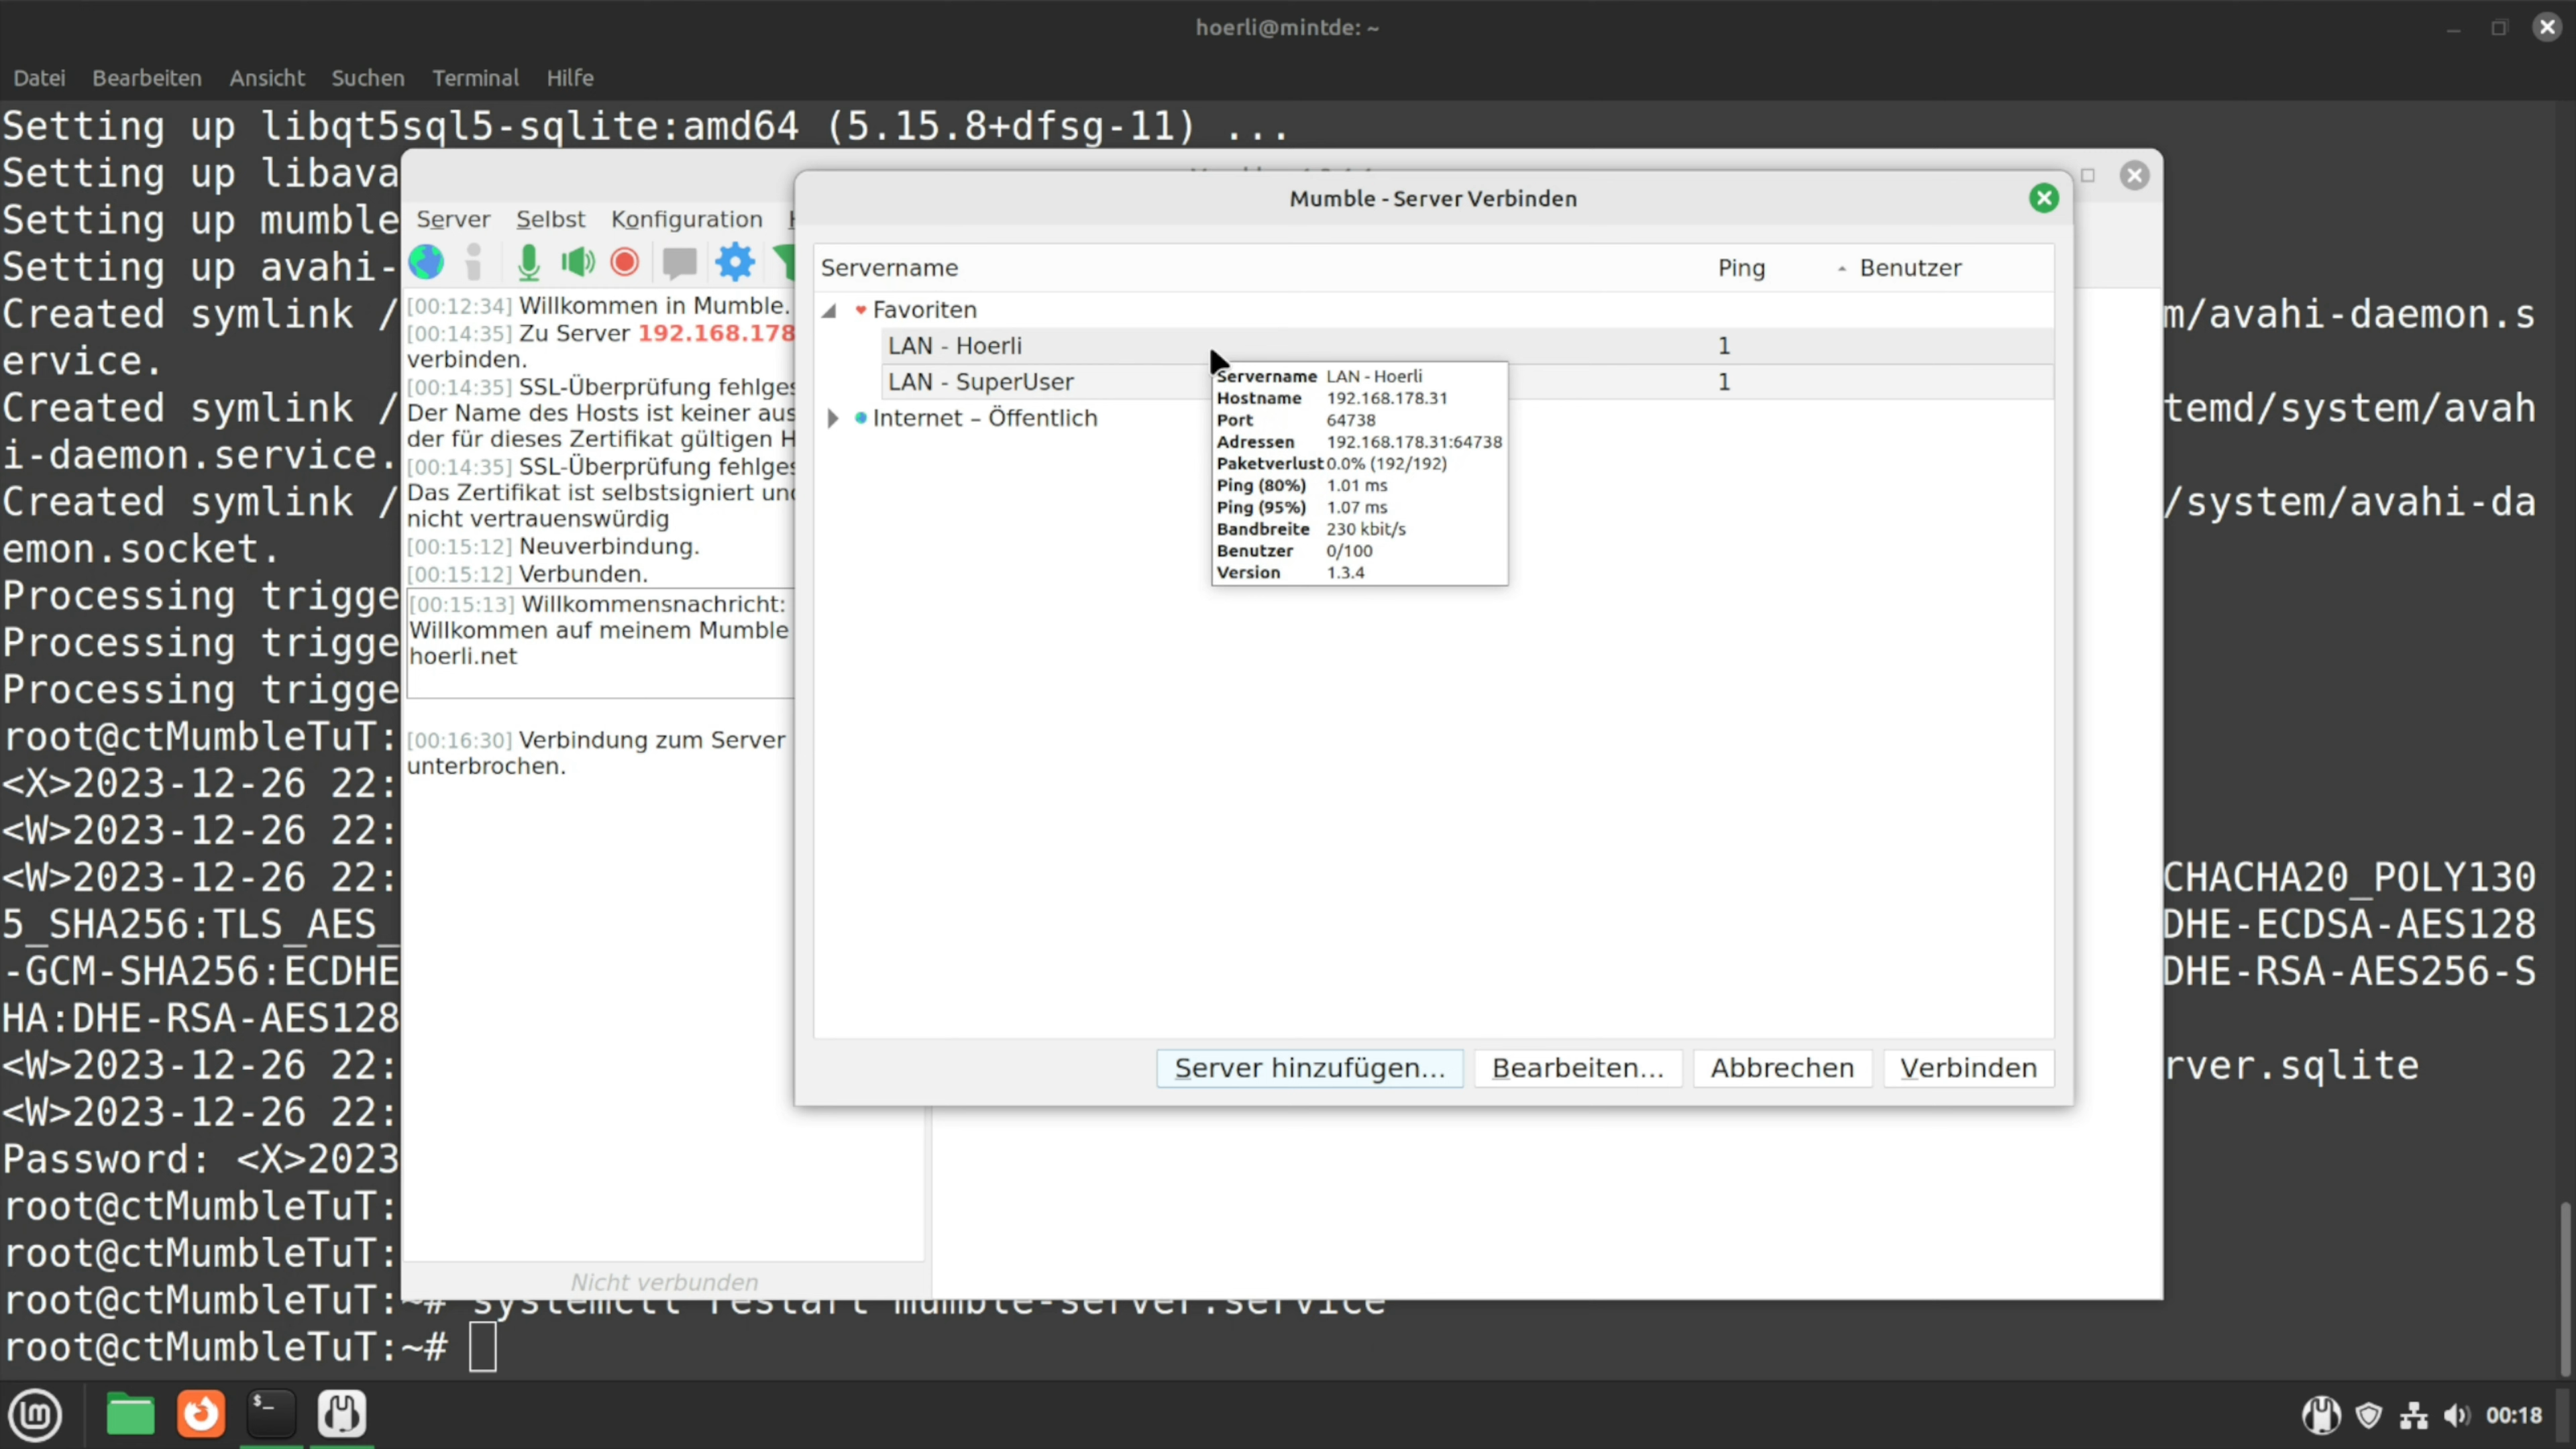 hoerli@mintde: ~
Datei Bearbeiten Ansicht Suchen Terminal Hilfe
Setting up libqt5sql5-sqlite:amd64 (5.15.8+dfsg-11) ...
Setting up libava
Setting up mumble
Setting up avahi-
Created symlink / m/avahi-daemon.s
ervice.
Created symlink / temd/system/avah
i-daemon.service.
Created symlink / /system/avahi-da
emon.socket.
Processing trigge
Processing trigge
Processing trigge
root@ctMumbleTuT:
<X>2023-12-26 22:
<W>2023-12-26 22:
<W>2023-12-26 22: CHACHA20_POLY130
5_SHA256:TLS_AES_ DHE-ECDSA-AES128
-GCM-SHA256:ECDHE DHE-RSA-AES256-S
HA:DHE-RSA-AES128
<W>2023-12-26 22: rver.sqlite
<W>2023-12-26 22:
Password: <X>2023
root@ctMumbleTuT:
root@ctMumbleTuT:
root@ctMumbleTuT:~# systemctl restart mumble-server.service
root@ctMumbleTuT:~#
Server Selbst Konfiguration
[00:12:34] Willkommen in Mumble.
[00:14:35] Zu Server 192.168.178
verbinden.
[00:14:35] SSL-Überprüfung fehlges
Der Name des Hosts ist keiner aus
der für dieses Zertifikat gültigen H
[00:14:35] SSL-Überprüfung fehlges
Das Zertifikat ist selbstsigniert und
nicht vertrauenswürdig
[00:15:12] Neuverbindung.
[00:15:12] Verbunden.
[00:15:13] Willkommensnachricht:
Willkommen auf meinem Mumble
hoerli.net
[00:16:30] Verbindung zum Server
unterbrochen.
Nicht verbunden
Mumble - Server Verbinden
Servername Ping Benutzer
Favoriten
LAN - Hoerli 1
LAN - SuperUser 1
Internet – Öffentlich
Servername LAN - Hoerli
Hostname 192.168.178.31
Port 64738
Adressen 192.168.178.31:64738
Paketverlust 0.0% (192/192)
Ping (80%) 1.01 ms
Ping (95%) 1.07 ms
Bandbreite 230 kbit/s
Benutzer 0/100
Version 1.3.4
Server hinzufügen... Bearbeiten... Abbrechen Verbinden
00:18